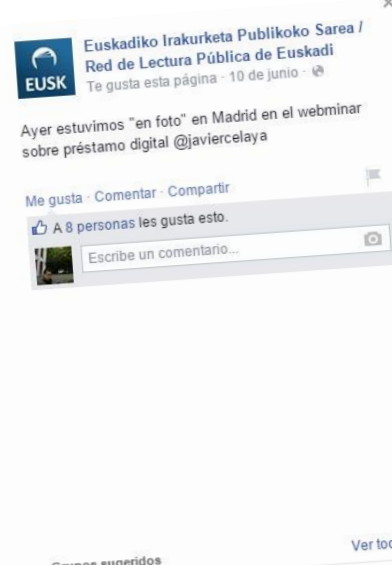 Euskadiko Irakurketa Publikoko Sarea /
Red de Lectura Pública de Euskadi
EUSK
Te gusta esta página · 10 de junio ·
Ayer estuvimos "en foto" en Madrid en el webminar
sobre préstamo digital @javiercelaya
Me gusta · Comentar · Compartir
A 8 personas les gusta esto.
Escribe un comentario...
Ver
Grupos sugeridos